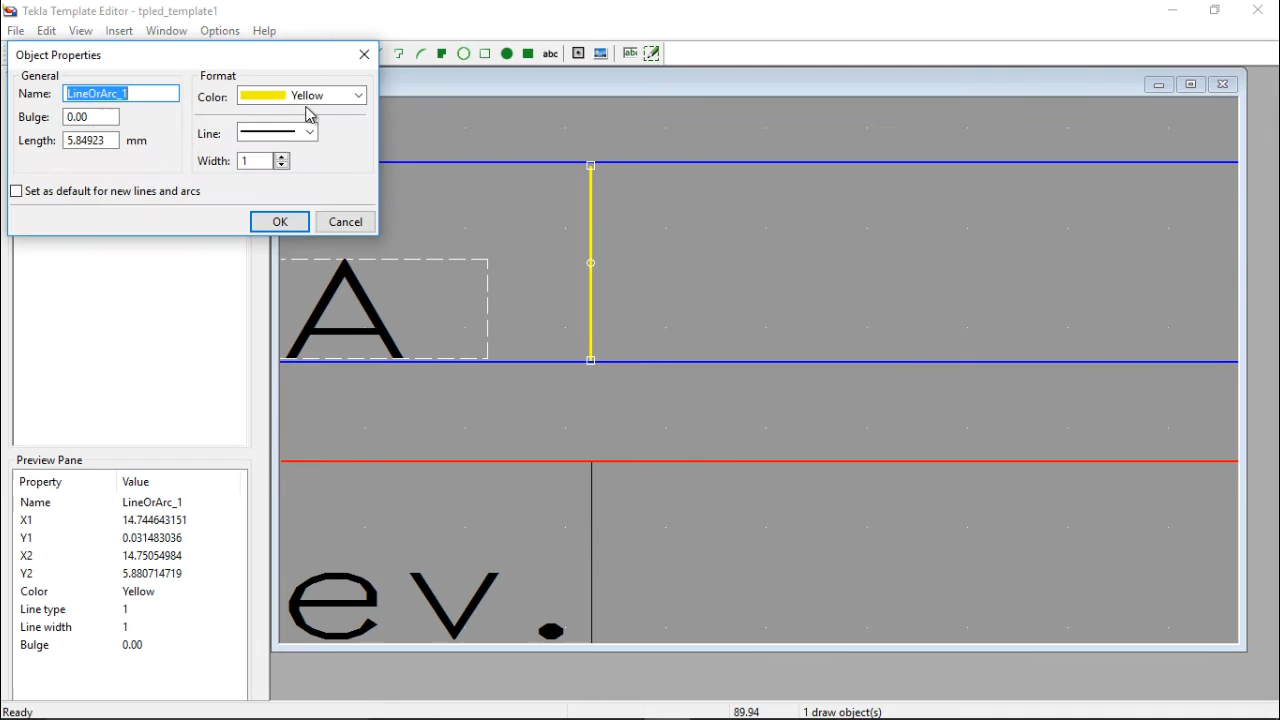 Tekla Template Editor - tpled_template1
File Edit View Insert Window Options Help
Object Properties
abc abc
General
Name: LineOrArc_1
Bulge: 0.00
Length: 5.84923 mm
Format
Color: Yellow
Line:
Width: 1
Set as default for new lines and arcs
OK Cancel
A
ev.
Preview Pane
Property Value
Name LineOrArc_1
X1 14.744643151
Y1 0.031483036
X2 14.75054984
Y2 5.880714719
Color Yellow
Line type 1
Line width 1
Bulge 0.00
Ready 89.94 1 draw object(s)